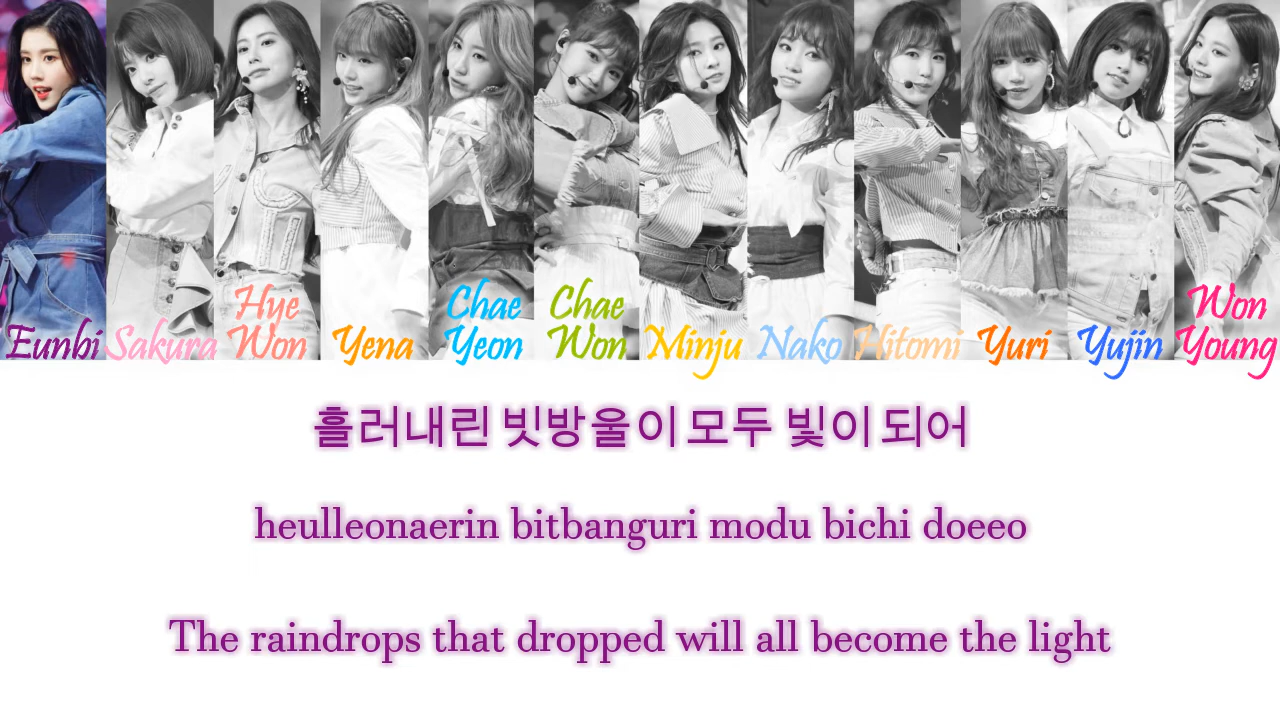 Eunbi Sakura Hye Won Yena Chae Yeon Chae Won Minju Nako Hitomi Yuri Yujin Won Young
흘러내린 빗방울이 모두 빛이 되어
heulleonaerin bitbanguri modu bichi doeeo
The raindrops that dropped will all become the light